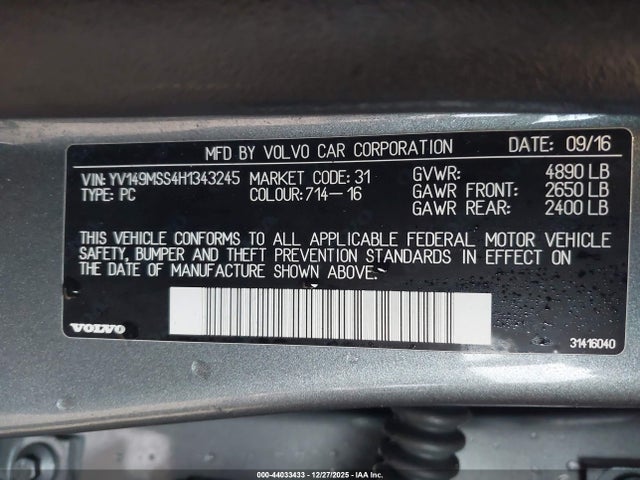 MFD BY VOLVO CAR CORPORATION DATE: 09/16
VIN: YV149MSS4H1343245 MARKET CODE: 31 GVWR: 4890 LB
TYPE: PC COLOUR: 714-16 GAWR FRONT: 2650 LB
GAWR REAR: 2400 LB
THIS VEHICLE CONFORMS TO ALL APPLICABLE FEDERAL MOTOR VEHICLE
SAFETY, BUMPER AND THEFT PREVENTION STANDARDS IN EFFECT ON
THE DATE OF MANUFACTURE SHOWN ABOVE.
VOLVO 31416040
000-44033433 - 12/27/2025 - IAA Inc.